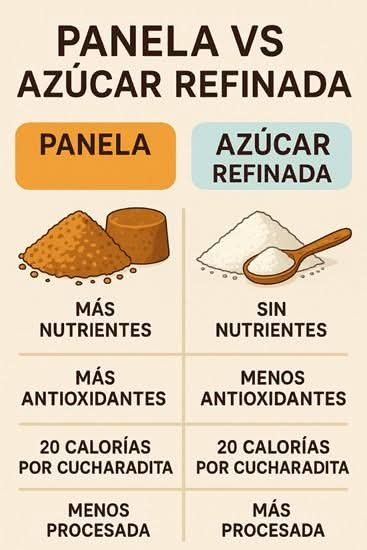 PANELA VS
AZÚCAR REFINADA
PANELA
AZÚCAR
REFINADA
MÁS
NUTRIENTES
SIN
NUTRIENTES
MÁS
ANTIOXIDANTES
MENOS
ANTIOXIDANTES
20 CALORÍAS
POR CUCHARADITA
20 CALORÍAS
POR CUCHARADITA
MENOS
PROCESADA
MÁS
PROCESADA